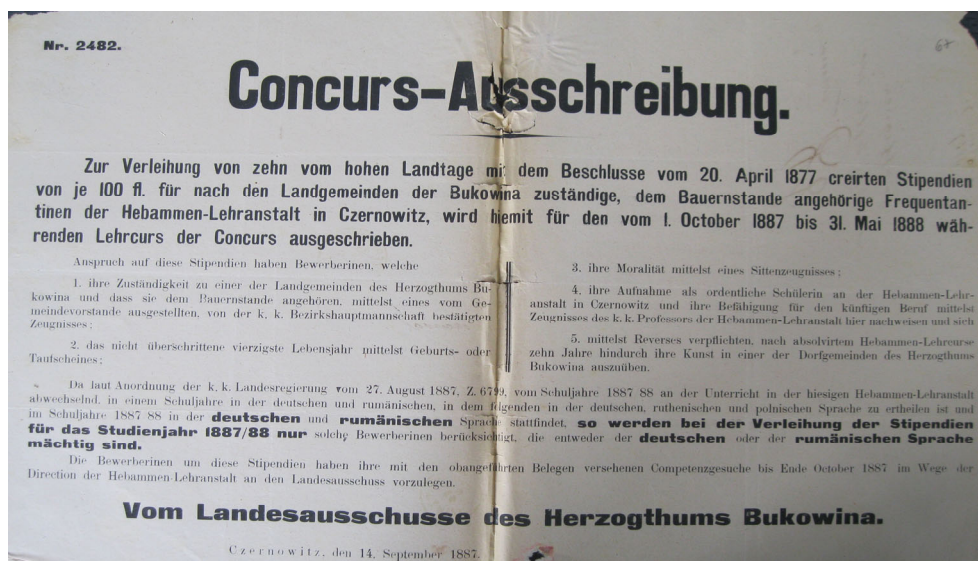 Nr. 2482.
68
Concurs-Ausschreibung.
Zur Verleihung von zehn vom hohen Landtage mit dem Beschlusse vom 20. April 1877 creirten Stipendien
von je 100 fl. für nach den Landgemeinden der Bukowina zuständige, dem Bauernstande angehörige Frequentan-
tinen der Hebammen-Lehranstalt in Czernowitz, wird hiemit für den vom 1. October 1887 bis 31. Mai 1888 wäh-
renden Lehrcurs der Concurs ausgeschrieben.
Anspruch auf diese Stipendien haben Bewerberinen, welche
1. ihre Zuständigkeit zu einer der Landgemeinden des Herzogthums Bu-
kowina und dass sie dem Bauernstande angehören, mittelst eines vom Ge-
meindevorstande ausgestellten, von der k. k. Bezirkshauptmannschaft bestätigten
Zeugnisses;
2. das nicht überschrittene vierzigste Lebensjahr mittelst Geburts- oder
Taufscheines;
3. ihre Moralität mittelst eines Sittenzeugnisses;
4. ihre Aufnahme als ordentliche Schülerin an der Hebammen-Lehr-
anstalt in Czernowitz und ihre Befähigung für den künftigen Beruf mittelst
Zeugnisses des k. k. Professors der Hebammen-Lehranstalt hier nachweisen und sich
5. mittelst Reverses verpflichten, nach absolvirtem Hebammen-Lehrcurse
zehn Jahre hindurch ihre Kunst in einer der Dorfgemeinden des Herzogthums
Bukowina auszuüben.
Da laut Anordnung der k. k. Landesregierung vom 27. August 1887, Z. 6799, vom Schuljahre 1887 88 an der Unterricht in der hiesigen Hebammen-Lehranstalt
abwechselnd, in einem Schuljahre in der deutschen und rumänischen, in dem folgenden in der deutschen, ruthenischen und polnischen Sprache zu ertheilen ist und
im Schuljahre 1887 88 in der deutschen und rumänischen Sprache stattfindet, so werden bei der Verleihung der Stipendien
für das Studienjahr 1887/88 nur solche Bewerberinen berücksichtigt, die entweder der deutschen oder der rumänischen Sprache
mächtig sind.
Die Bewerberinen um diese Stipendien haben ihre mit den obangeführten Belegen versehenen Competenzgesuche bis Ende October 1887 im Wege der
Direction der Hebammen-Lehranstalt an den Landesausschuss vorzulegen.
Vom Landesausschusse des Herzogthums Bukowina.
Czernowitz, den 14. September 1887.